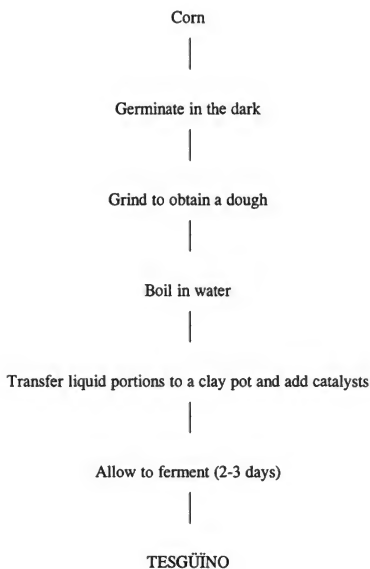 Corn
Germinate in the dark
Grind to obtain a dough
Boil in water
Transfer liquid portions to a clay pot and add catalysts
Allow to ferment (2-3 days)
TESGÜÏNO